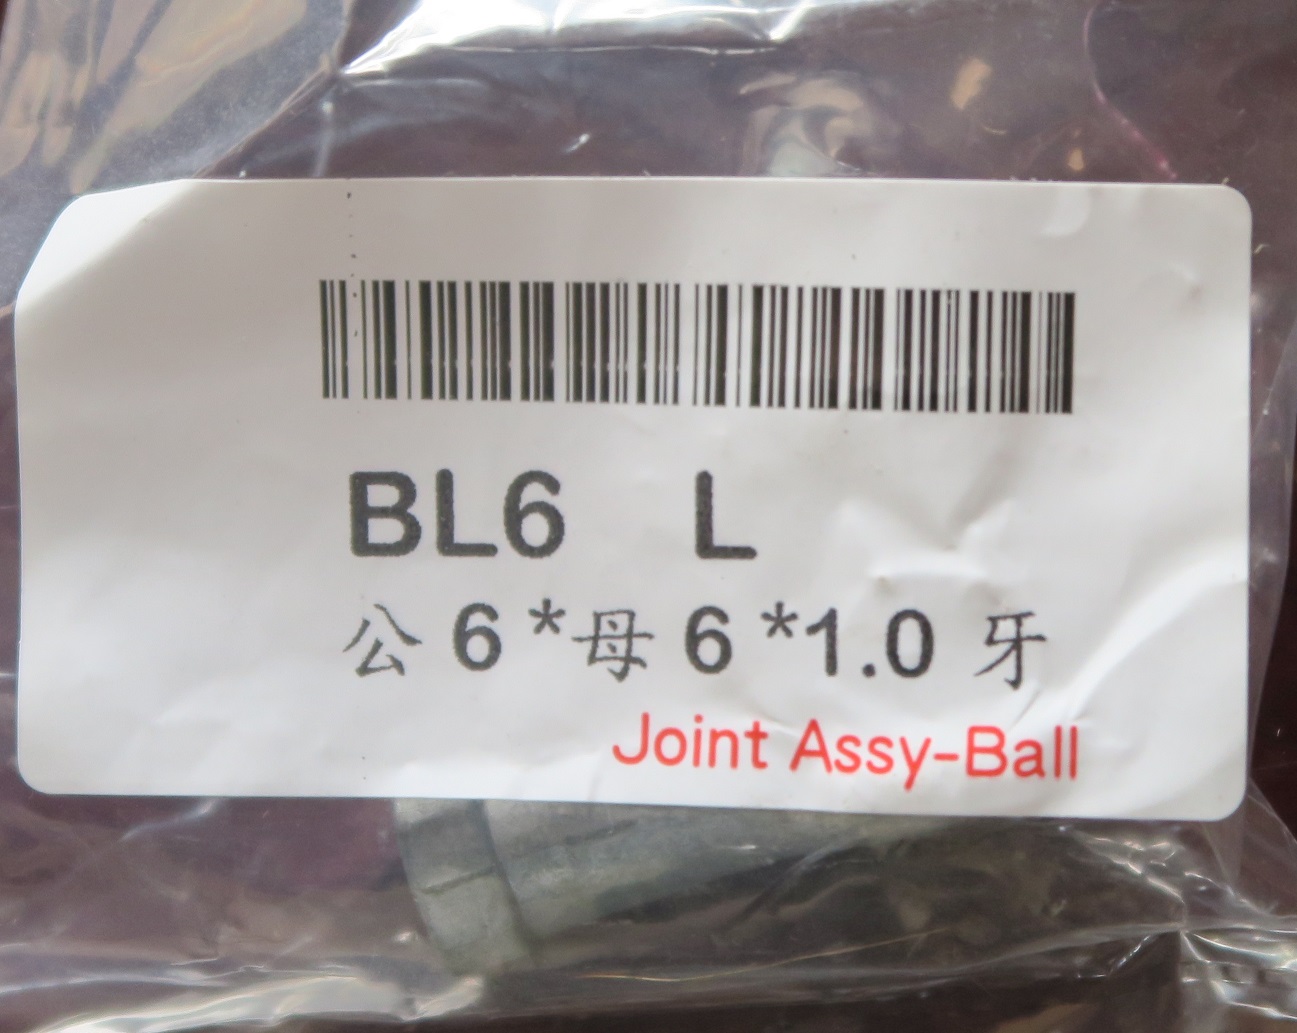 BL6 L
公 6 *母 6 *1.0 牙
Joint Assy-Ball